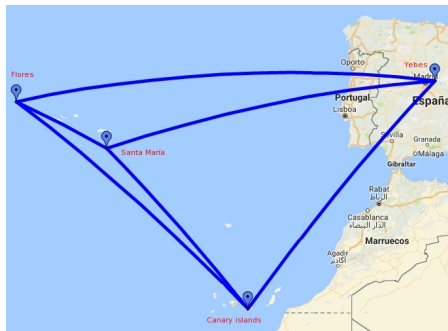 Oporto
Yebes
Madrid
Flores
Portugal
España
Lisboa
Santa María
Sevilla
Granada
Málaga
Gibraltar
Rabat
الرباط
Casablanca
الدار البيضاء
Marruecos
Agadir
أكادير
Canary islands